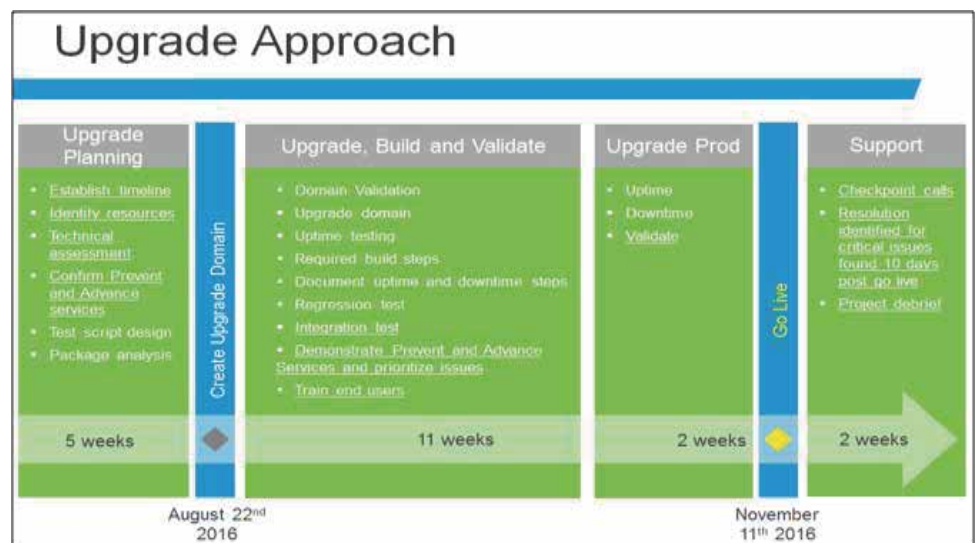 Upgrade Approach
Upgrade
Planning
• Establish timeline
• Identify resources
• Technical
assessment
• Confirm Prevent
and Advance
services
• Test script design
• Package analysis
Create Upgrade Domain
Upgrade, Build and Validate
• Domain Validation
• Upgrade domain
• Uptime testing
• Required build steps
• Document uptime and downtime steps
• Regression test
• Integration test
• Demonstrate Prevent and Advance
Services and prioritize issues
• Train end users
Upgrade Prod
• Uptime
• Downtime
• Validate
Go Live
Support
• Checkpoint calls
• Resolution
identified for
critical issues
found 10 days
post go live
• Project debrief
5 weeks
11 weeks
2 weeks
2 weeks
August 22nd
2016
November
11th 2016